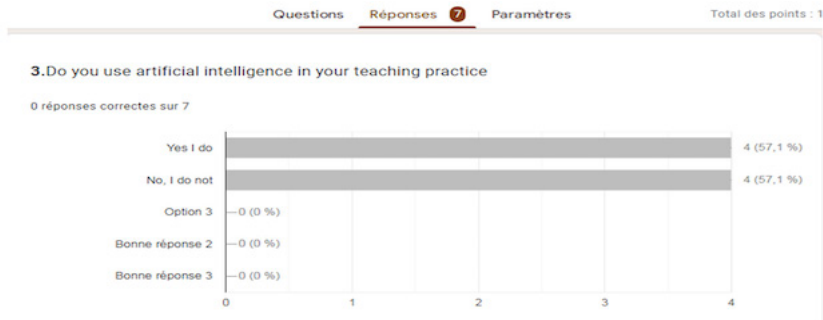 Questions Réponses 7 Paramètres Total des points : 1
3.Do you use artificial intelligence in your teaching practice
0 réponses correctes sur 7
Yes I do 4 (57,1 %)
No, I do not 4 (57,1 %)
Option 3 0 (0 %)
Bonne réponse 2 0 (0 %)
Bonne réponse 3 0 (0 %)
0 1 2 3 4